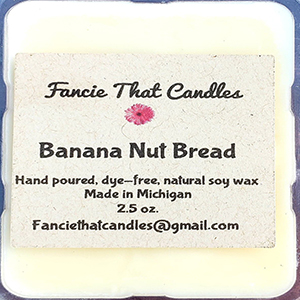 Fancie That Candles
Banana Nut Bread
Hand poured, dye-free, natural soy wax
Made in Michigan
2.5 oz.
Fanciethatcandles@gmail.com